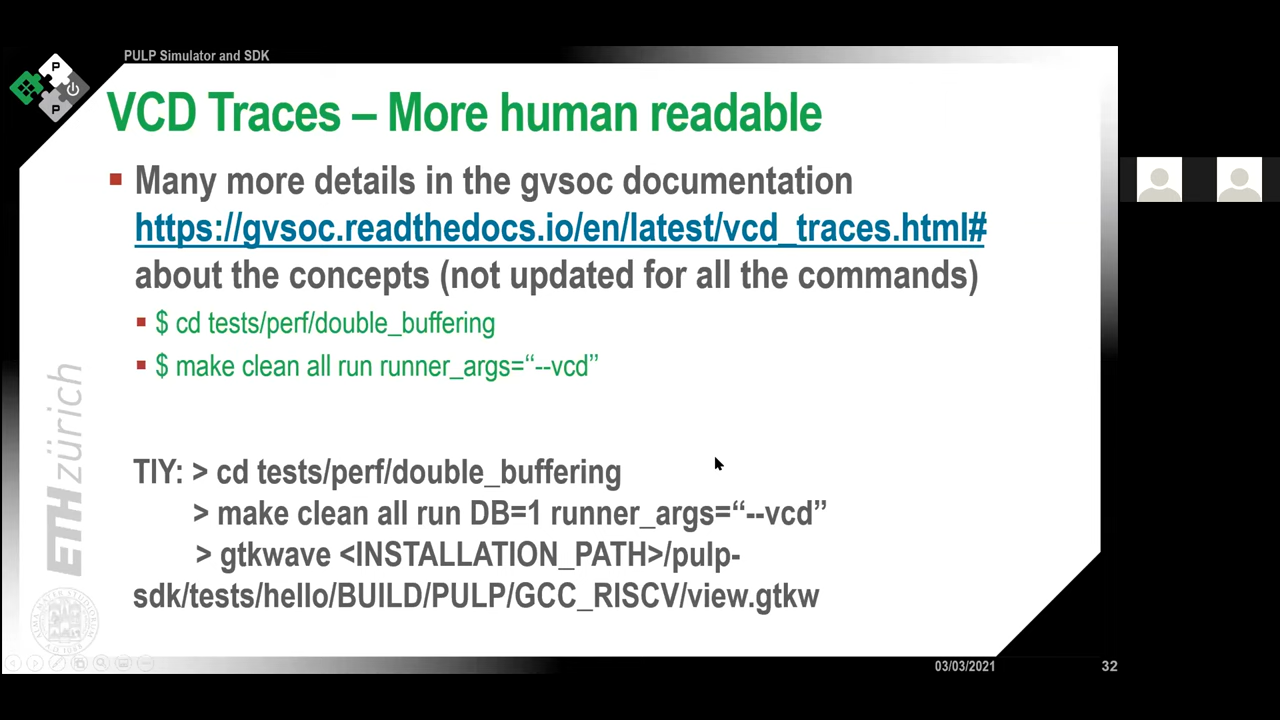 PULP Simulator and SDK
P
P
VCD Traces – More human readable
Many more details in the gvsoc documentation
https://gvsoc.readthedocs.io/en/latest/vcd_traces.html#
about the concepts (not updated for all the commands)
$ cd tests/perf/double_buffering
$ make clean all run runner_args=“--vcd”
TIY: > cd tests/perf/double_buffering
> make clean all run DB=1 runner_args=“--vcd”
> gtkwave <INSTALLATION_PATH>/pulp-
sdk/tests/hello/BUILD/PULP/GCC_RISCV/view.gtkw
ETH zürich
03/03/2021
32